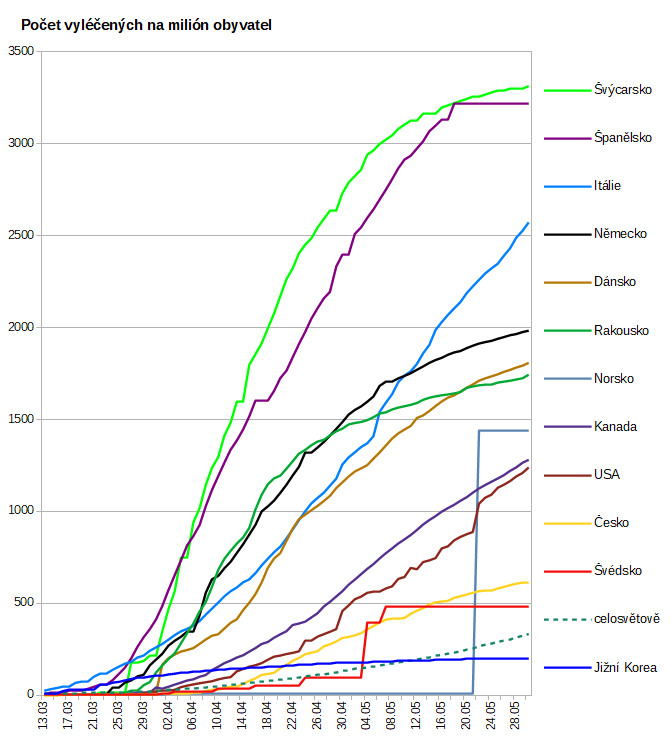 Počet vyléčených na milión obyvatel
3500
3000
2500
2000
1500
1000
500
0
13.03
17.03
21.03
25.03
29.03
02.04
06.04
10.04
14.04
18.04
22.04
26.04
30.04
04.05
08.05
12.05
16.05
20.05
24.05
28.05
Švýcarsko
Španělsko
Itálie
Německo
Dánsko
Rakousko
Norsko
Kanada
USA
Česko
Švédsko
celosvětově
Jižní Korea